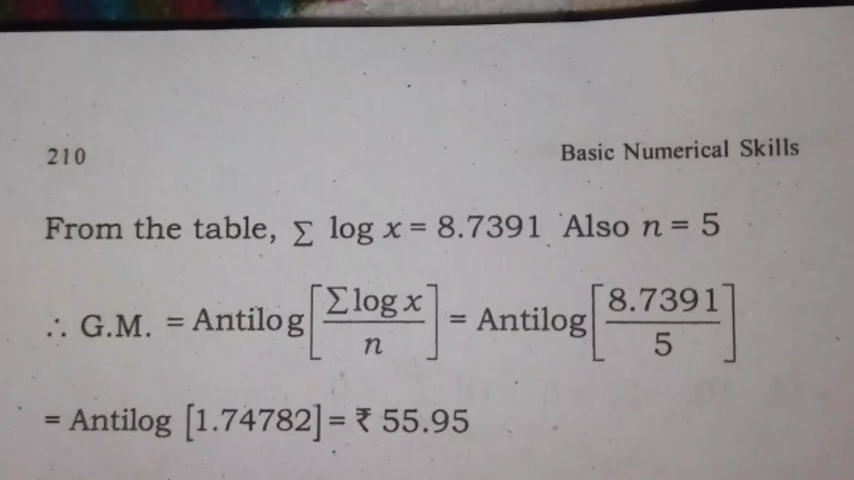 210
Basic Numerical Skills
From the table, ∑ log x = 8.7391 Also n = 5
∴ G.M. = Antilog [∑log x / n] = Antilog [8.7391 / 5]
= Antilog [1.74782] = ₹ 55.95